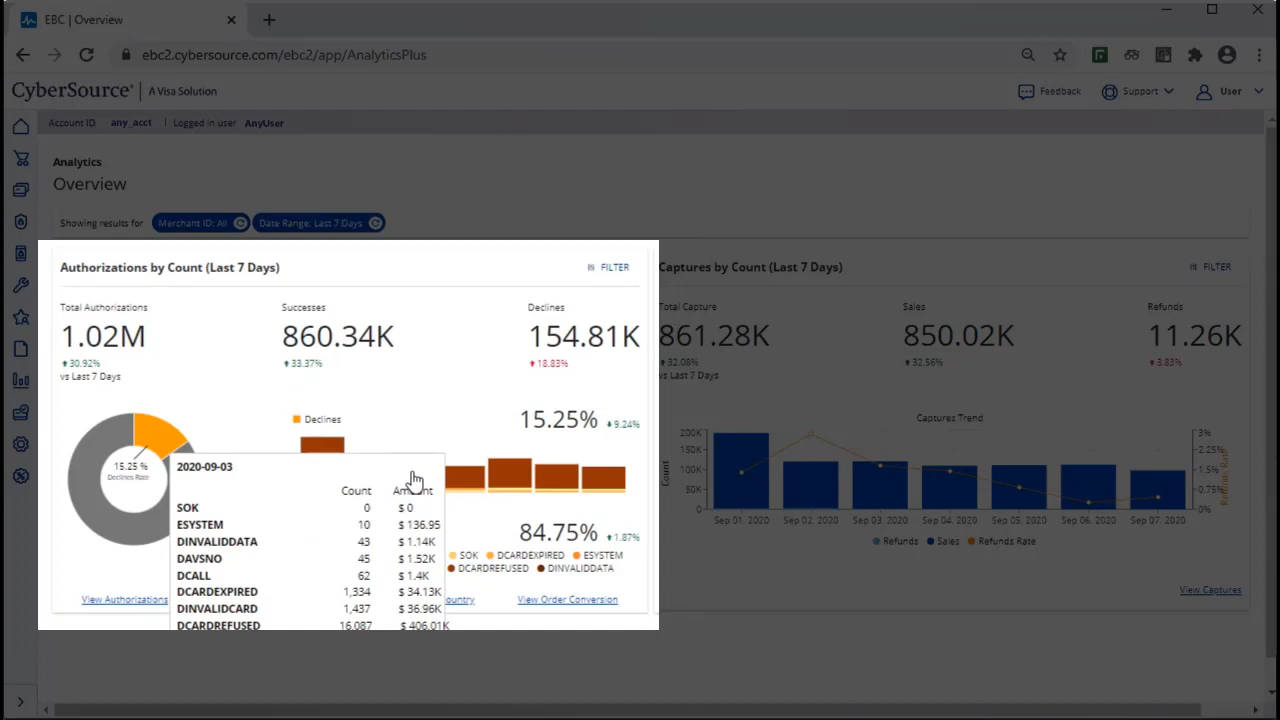 EBC | Overview
ebc2.cybersource.com/ebc2/app/AnalyticsPlus
CyberSource® | A Visa Solution
Feedback
Support
User
Account ID any_acct | Logged in user AnyUser
Analytics
Overview
Showing results for Merchant ID: All Date Range: Last 7 Days
Authorizations by Count (Last 7 Days)
FILTER
Total Authorizations
1.02M
30.92%
vs Last 7 Days
Successes
860.34K
33.37%
Declines
154.81K
18.83%
15.25 %
Declines Rate
Declines
15.25% 9.24%
84.75% 1.87%
SOK DCARDEXPIRED ESYSTEM
DCARDREFUSED DINVALIDDATA
2020-09-03
Count Amount
SOK 0 $ 0
ESYSTEM 10 $ 136.95
DINVALIDDATA 43 $ 1.14K
DAVSNO 45 $ 1.52K
DCALL 62 $ 1.4K
DCARDEXPIRED 1,334 $ 34.13K
DINVALIDCARD 1,437 $ 36.96K
DCARDREFUSED 16,087 $ 406.01K
View Authorizations
ountry
View Order Conversion
Captures by Count (Last 7 Days)
FILTER
Total Capture
861.28K
32.08%
vs Last 7 Days
Sales
850.02K
32.56%
Refunds
11.26K
3.83%
Captures Trend
Count
200K
150K
100K
50K
0
3%
2.25%
1.5%
0.75%
0%
Refunds Rate
Sep 01, 2020 Sep 02, 2020 Sep 03, 2020 Sep 04, 2020 Sep 05, 2020 Sep 06, 2020 Sep 07, 2020
Refunds Sales Refunds Rate
View Captures